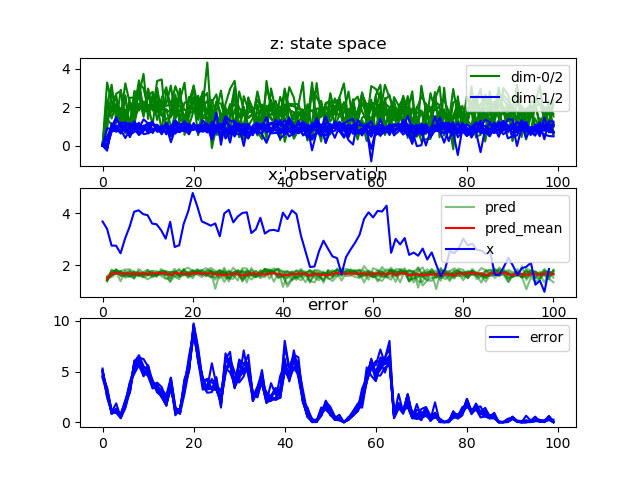 z: state space
4
2
0
dim-0/2
dim-1/2
0 20 40 60 80 100
x: observation
4
2
pred
pred_mean
x
0 20 40 60 80 100
error
10
5
0
error
0 20 40 60 80 100